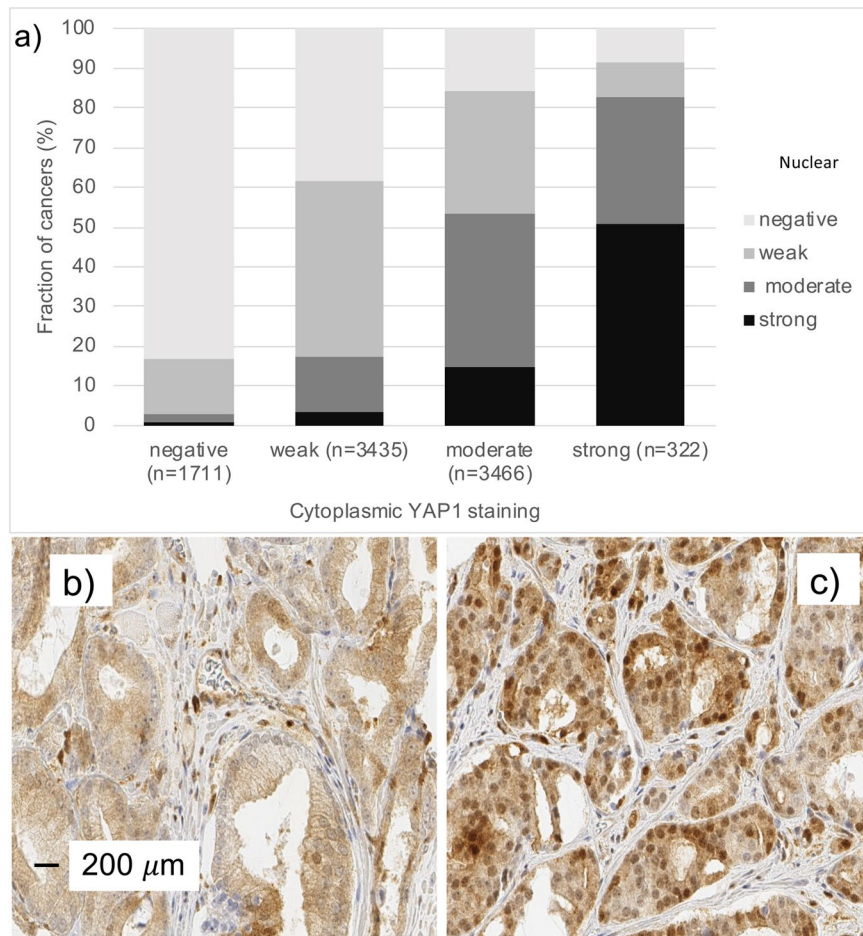 a)
100
90
80
70
60
50
40
30
20
10
0
Fraction of cancers (%)
negative
(n=1711)
weak (n=3435)
moderate
(n=3466)
strong (n=322)
Cytoplasmic YAP1 staining
Nuclear
negative
weak
moderate
strong
b)
200 μm
c)